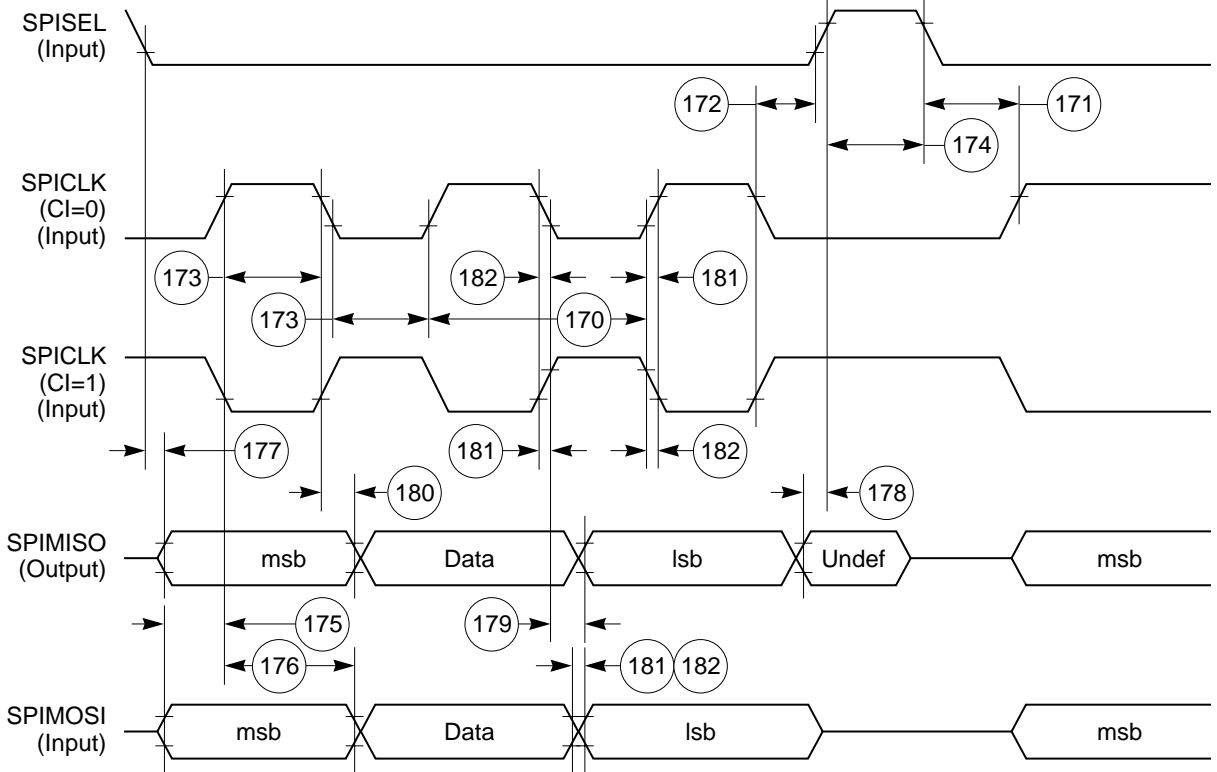 SPISEL
(Input)
172
171
174
SPICLK
(CI=0)
(Input)
173
182
181
173
170
SPICLK
(CI=1)
(Input)
177
181
182
180
178
SPIMISO
(Output)
msb
Data
lsb
Undef
msb
175
179
176
181
182
SPIMOSI
(Input)
msb
Data
lsb
msb